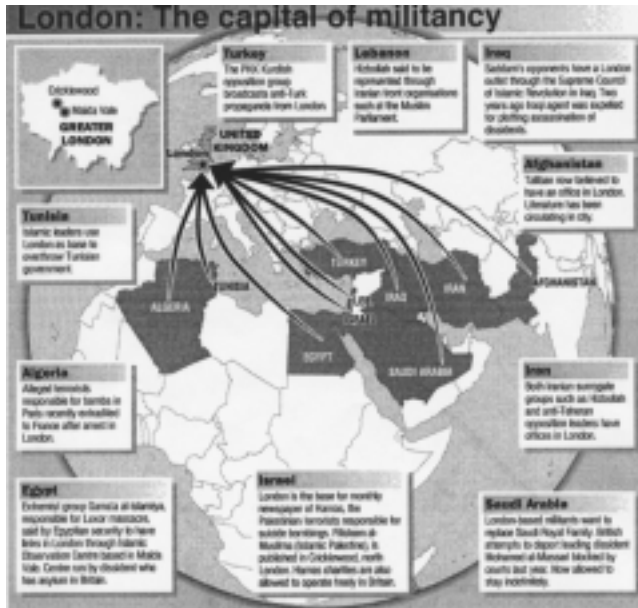 London: The capital of militancy
Cricklewood
Maida Vale
GREATER
LONDON
Turkey
The PKK Kurdish
opposition group
broadcasts anti-Turk
propaganda from London.
Lebanon
Hizbollah said to be
represented through
Iranian front organisations
such at the Muslim
Parliament.
Iraq
Saddam's opponents have a London
outlet through the Supreme Council
of Islamic Revolution in Iraq. Two
years ago Iraqi agent was expelled
for plotting assassination of
dissidents.
UNITED
KINGDOM
London
Afghanistan
Taliban now believed to
have an office in London.
Literature has been
circulating in city.
Tunisia
Islamic leaders use
London as base to
overthrow Tunisian
government.
TURKEY
TUNISIA
ALGERIA
IRAQ
IRAN
AFGHANISTAN
ISRAEL
EGYPT
SAUDI ARABIA
Algeria
Alleged terrorists
responsible for bombs in
Paris recently extradited
to France after arrest in
London.
Iran
Both Iranian surrogate
groups such as Hizbollah
and anti-Teheran
opposition leaders have
offices in London.
Egypt
Extremist group Gama'a al-Islamiya,
responsible for Luxor massacre,
said by Egyptian security to have
links in London through Islamic
Observation Centre based in Maida
Vale. Centre run by dissident who
has asylum in Britain.
Israel
London is the base for monthly
newspaper of Hamas, the
Palestinian terrorists responsible for
suicide bombings. Filisteen al-
Muslima (Islamic Palestine), is
published in Cricklewood, north
London. Hamas charities are also
allowed to operate freely in Britain.
Saudi Arabia
London-based militants want to
replace Saudi Royal Family. British
attempts to deport leading dissident
Mohamed al-Masaari blocked by
courts last year. Now allowed to
stay indefinitely.